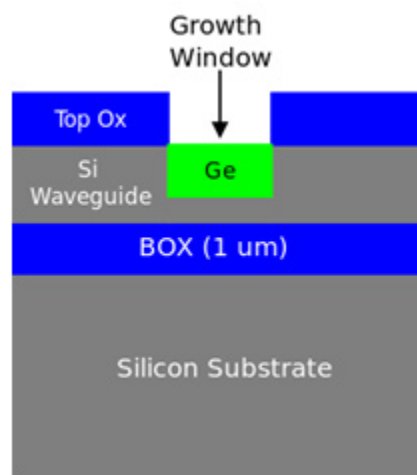 Growth
Window
Top Ox
Ge
Si
Waveguide
BOX (1 um)
Silicon Substrate